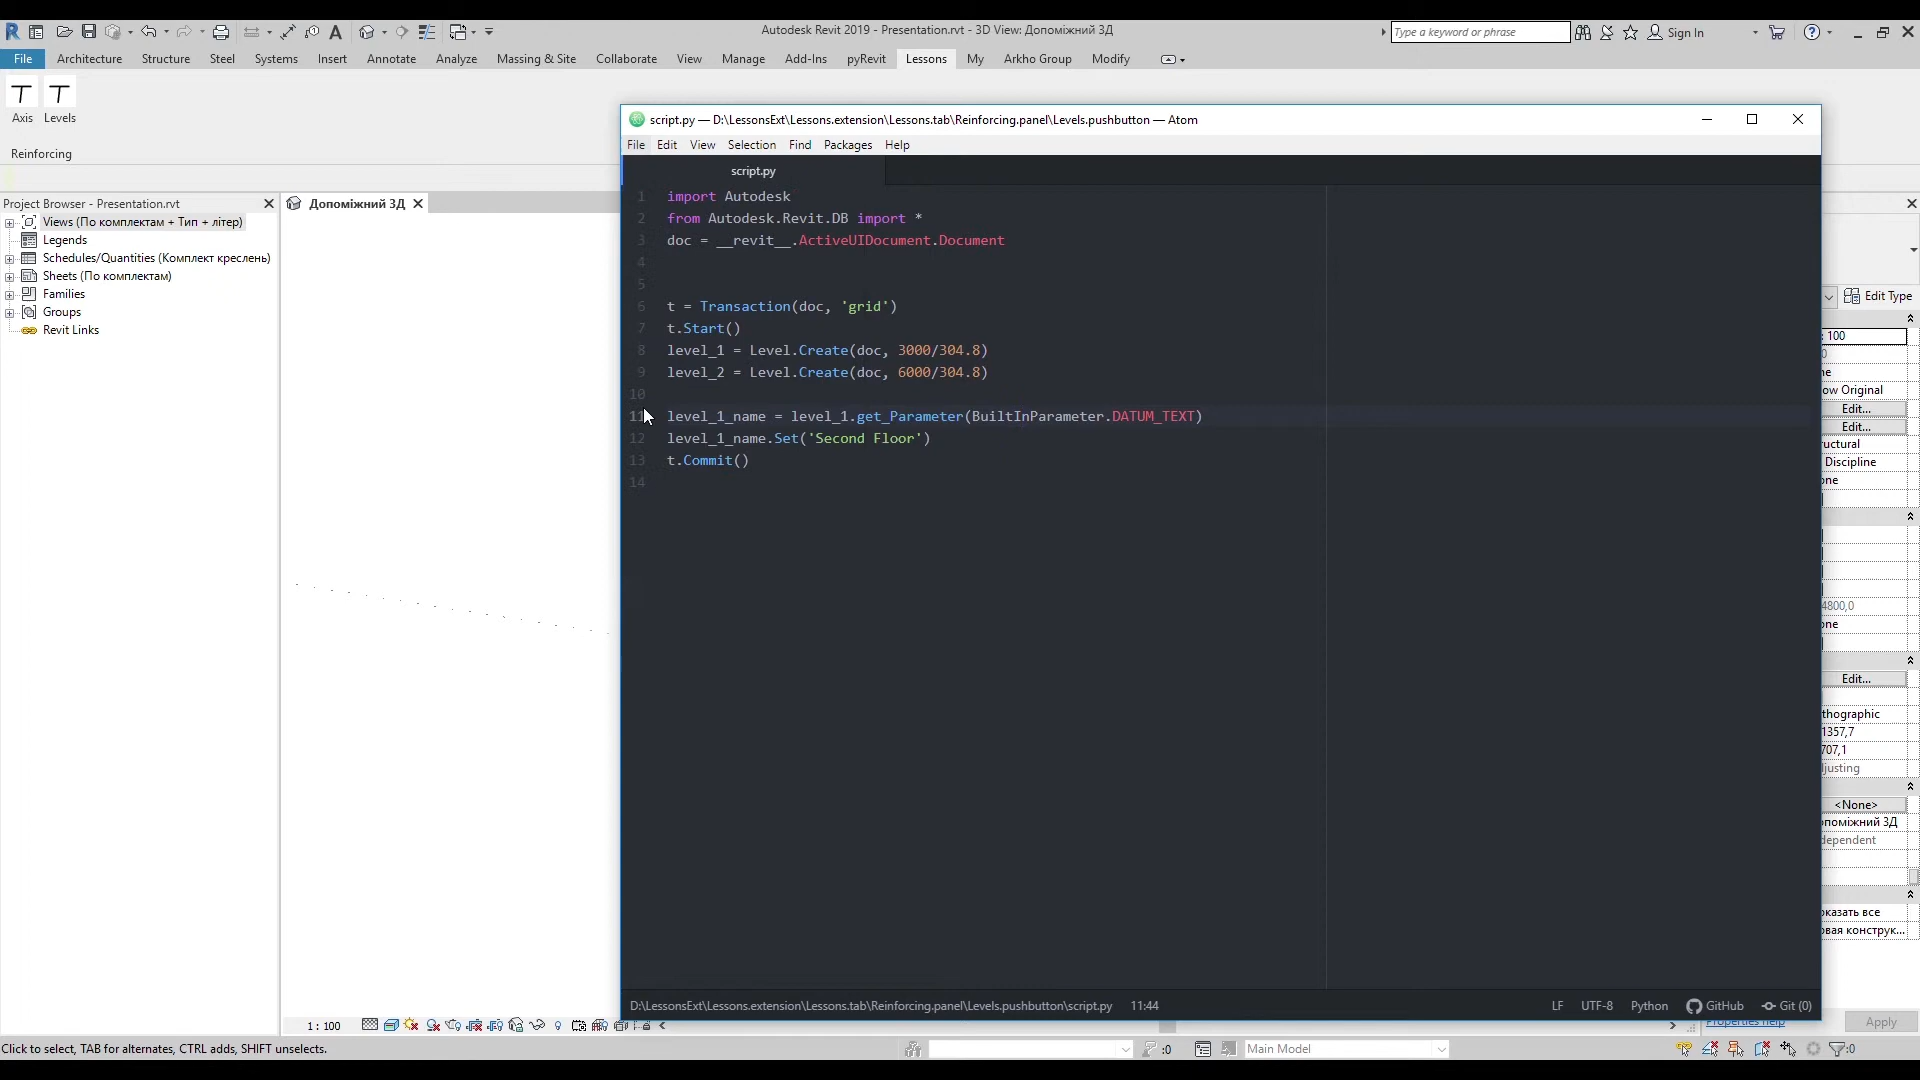 Autodesk Revit 2019 - Presentation.rvt - 3D View: Допоміжний 3Д
Type a keyword or phrase
Sign In
File Architecture Structure Steel Systems Insert Annotate Analyze Massing & Site Collaborate View Manage Add-Ins pyRevit Lessons My Arkho Group Modify
Axis Levels
Reinforcing
Project Browser - Presentation.rvt
Views (По комплектам + Тип + літер)
Legends
Schedules/Quantities (Комплект креслень)
Sheets (По комплектам)
Families
Groups
Revit Links
Допоміжний 3Д
script.py — D:\LessonsExt\Lessons.extension\Lessons.tab\Reinforcing.panel\Levels.pushbutton — Atom
File Edit View Selection Find Packages Help
script.py
1 import Autodesk
2 from Autodesk.Revit.DB import *
3 doc = __revit__.ActiveUIDocument.Document
4
5
6 t = Transaction(doc, 'grid')
7 t.Start()
8 level_1 = Level.Create(doc, 3000/304.8)
9 level_2 = Level.Create(doc, 6000/304.8)
10
11 level_1_name = level_1.get_Parameter(BuiltInParameter.DATUM_TEXT)
12 level_1_name.Set('Second Floor')
13 t.Commit()
14
D:\LessonsExt\Lessons.extension\Lessons.tab\Reinforcing.panel\Levels.pushbutton\script.py 11:44
LF UTF-8 Python GitHub Git (0)
Edit Type
: 100
0
ne
ow Original
Edit...
Edit...
uctural
Discipline
one
4800,0
one
Edit...
thographic
1357,7
707,1
ljusting
<None>
опоміжний 3Д
dependent
оказать все
овая конструк...
Properties help
Apply
1 : 100
Click to select, TAB for alternates, CTRL adds, SHIFT unselects.
:0
Main Model
:0